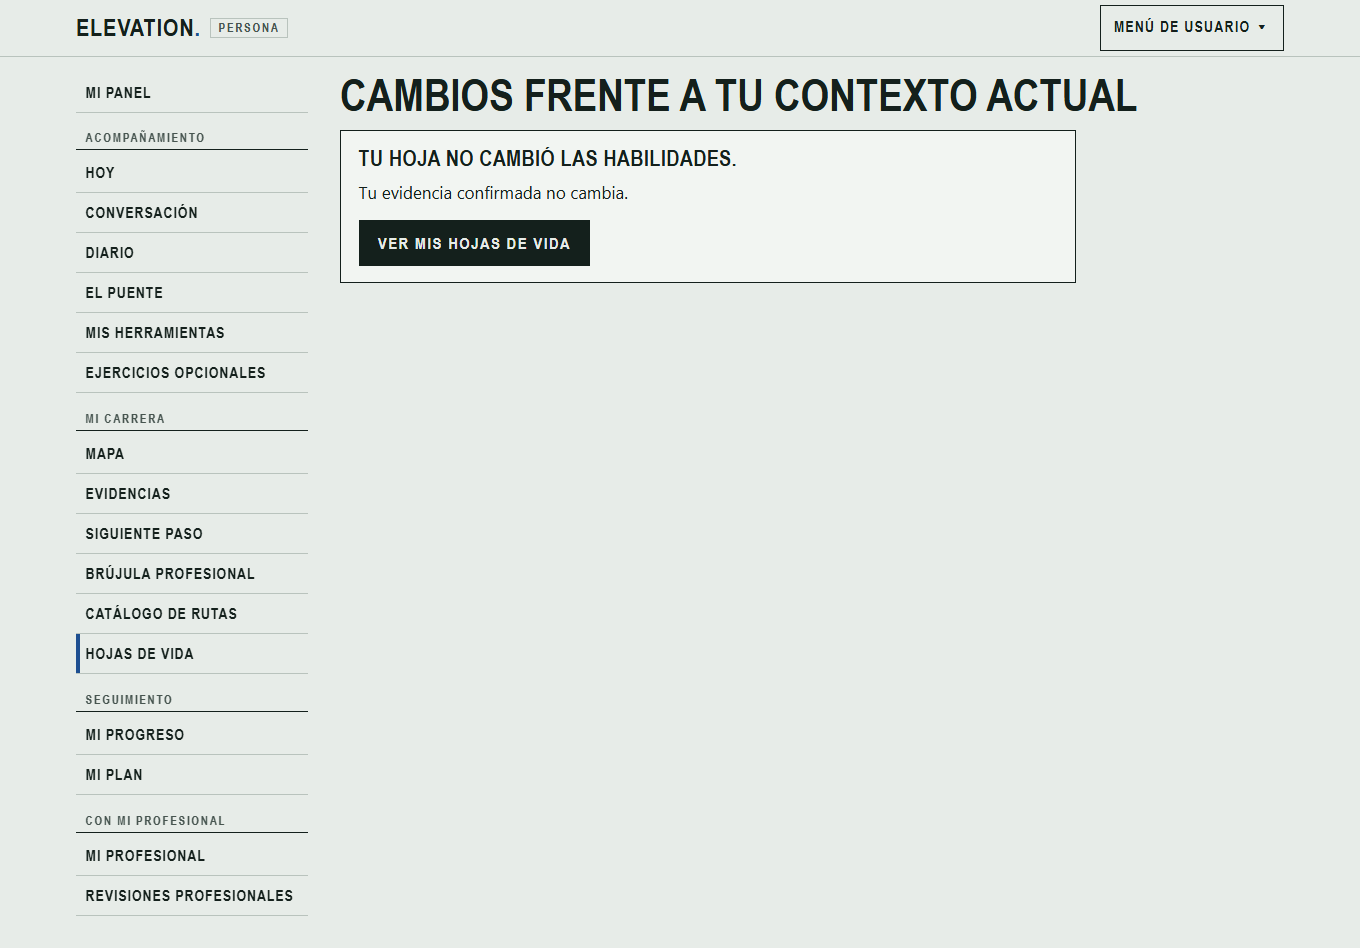 ELEVATION. PERSONA
MENÚ DE USUARIO
MI PANEL
ACOMPAÑAMIENTO
HOY
CONVERSACIÓN
DIARIO
EL PUENTE
MIS HERRAMIENTAS
EJERCICIOS OPCIONALES
MI CARRERA
MAPA
EVIDENCIAS
SIGUIENTE PASO
BRÚJULA PROFESIONAL
CATÁLOGO DE RUTAS
HOJAS DE VIDA
SEGUIMIENTO
MI PROGRESO
MI PLAN
CON MI PROFESIONAL
MI PROFESIONAL
REVISIONES PROFESIONALES
CAMBIOS FRENTE A TU CONTEXTO ACTUAL
TU HOJA NO CAMBIÓ LAS HABILIDADES.
Tu evidencia confirmada no cambia.
VER MIS HOJAS DE VIDA